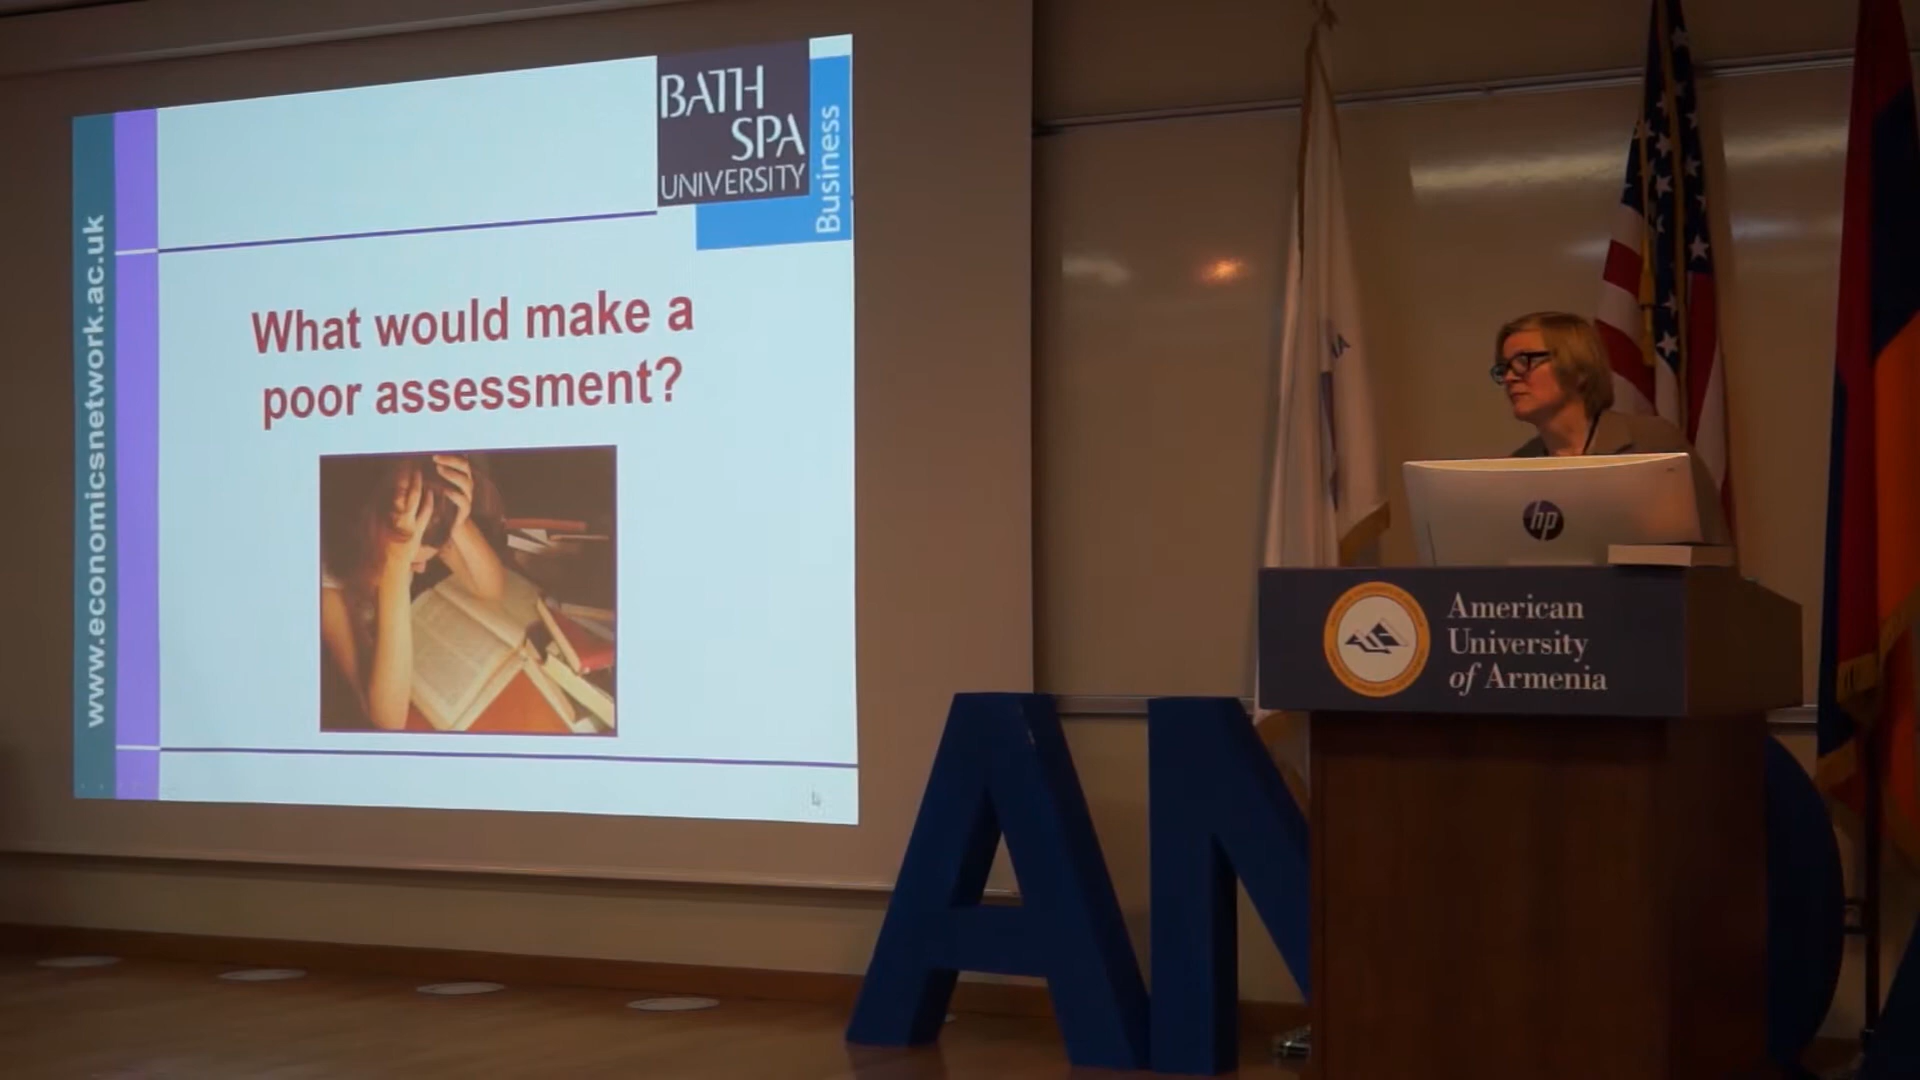 BATH
SPA
UNIVERSITY
Business
www.economicsnetwork.ac.uk
What would make a
poor assessment?
hp
American
University
of Armenia
AN